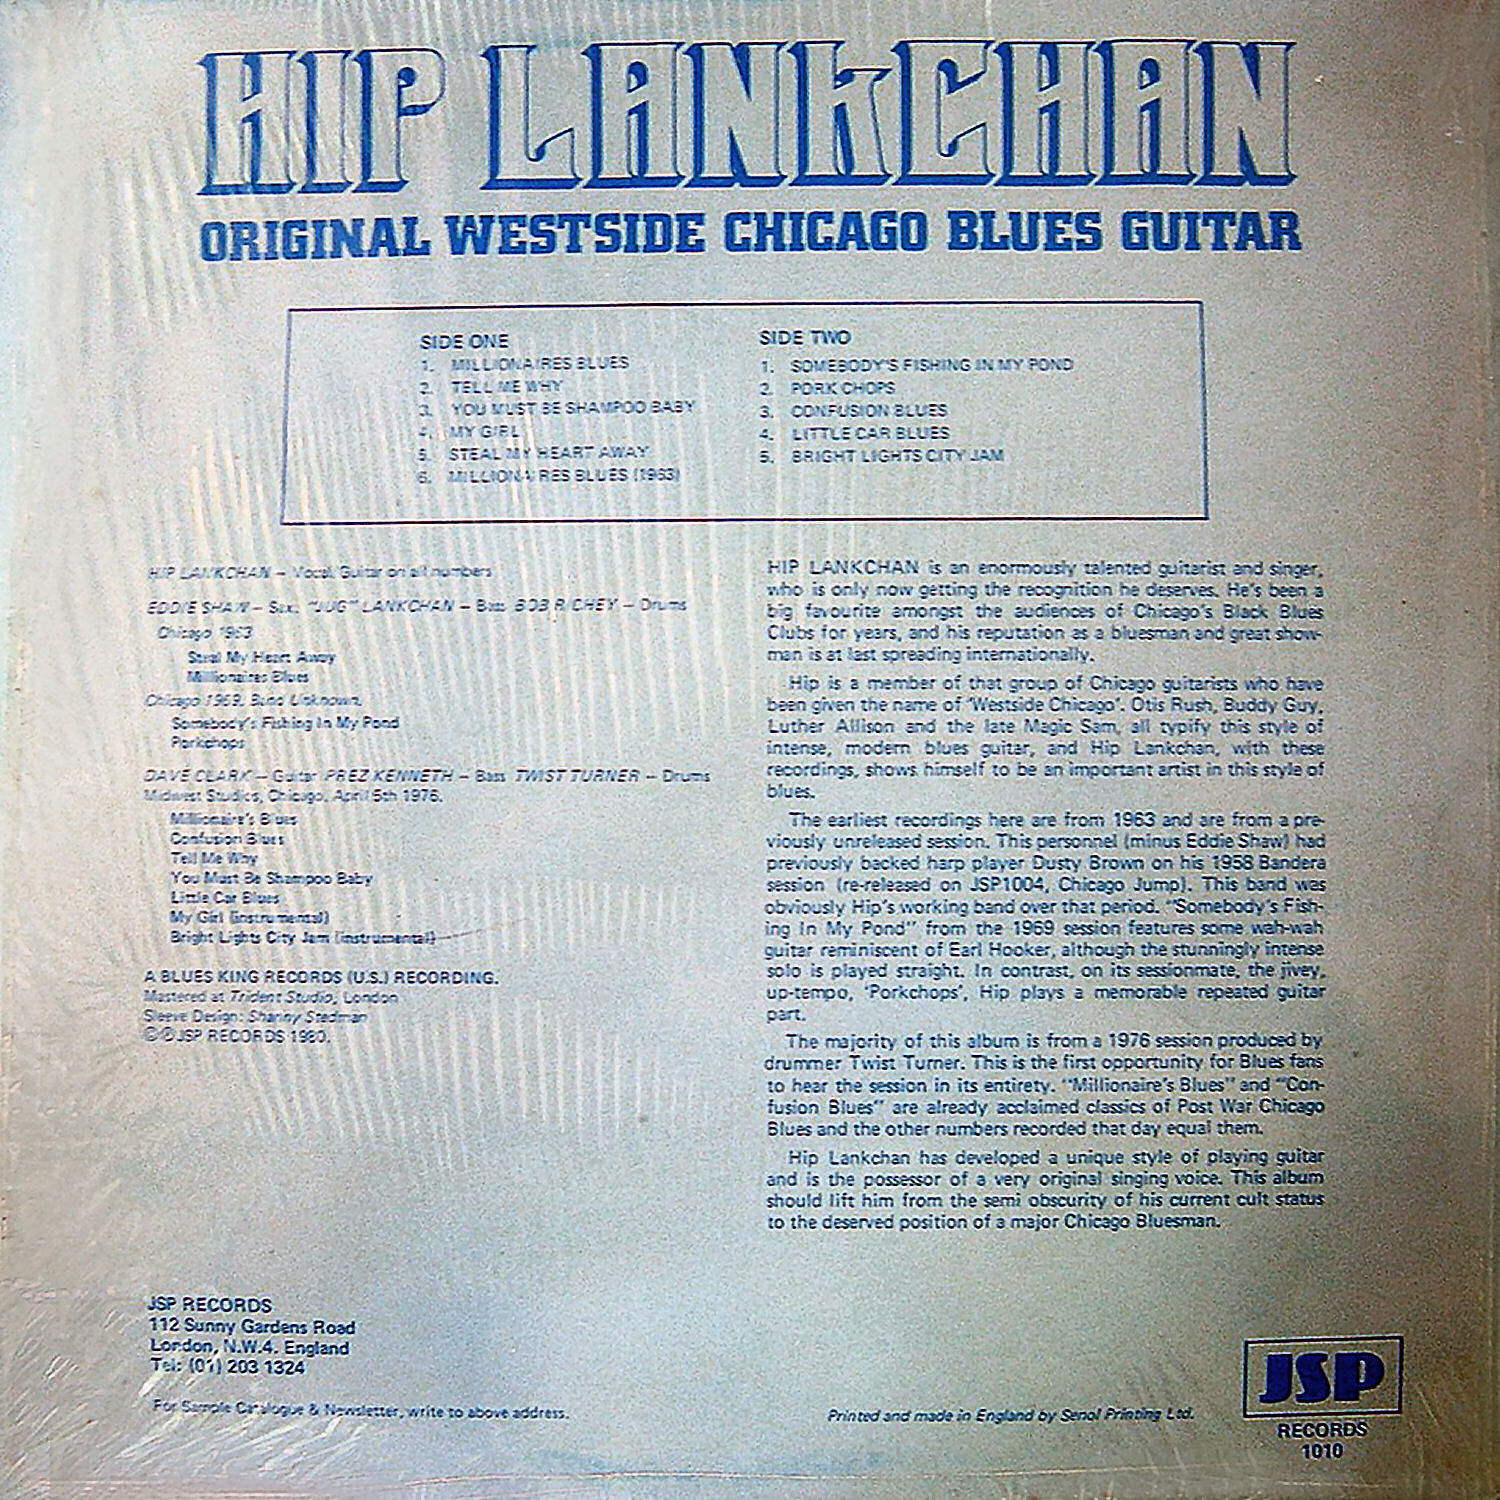 HIP LANKCHAN
ORIGINAL WESTSIDE CHICAGO BLUES GUITAR
SIDE ONE
1. MILLIONAIRES BLUES
2. TELL ME WHY
3. YOU MUST BE SHAMPOO BABY
4. MY GIRL
5. STEAL MY HEART AWAY
6. MILLIONAIRES BLUES (1963)
SIDE TWO
1. SOMEBODY'S FISHING IN MY POND
2. PORK CHOPS
3. CONFUSION BLUES
4. LITTLE CAR BLUES
5. BRIGHT LIGHTS CITY JAM
HIP LANKCHAN – Vocal/Guitar on all numbers
EDDIE SHAW – Sax. "JUG" LANKCHAN – Bass BOB RICHEY – Drums
Chicago 1963
Steal My Heart Away
Millionaires Blues
Chicago 1969. Band Unknown.
Somebody's Fishing In My Pond
Porkchops
DAVE CLARK – Guitar PREZ KENNETH – Bass TWIST TURNER – Drums
Midwest Studios, Chicago, April 5th 1976.
Millionaire's Blues
Confusion Blues
Tell Me Why
You Must Be Shampoo Baby
Little Car Blues
My Girl (instrumental)
Bright Lights City Jam (instrumental)
A BLUES KING RECORDS (U.S.) RECORDING.
Mastered at Trident Studio, London
Sleeve Design: Shanny Stedman
©℗ JSP RECORDS 1980.
HIP LANKCHAN is an enormously talented guitarist and singer,
who is only now getting the recognition he deserves. He's been a
big favourite amongst the audiences of Chicago's Black Blues
Clubs for years, and his reputation as a bluesman and great show-
man is at last spreading internationally.
Hip is a member of that group of Chicago guitarists who have
been given the name of 'Westside Chicago'. Otis Rush, Buddy Guy,
Luther Allison and the late Magic Sam, all typify this style of
intense, modern blues guitar, and Hip Lankchan, with these
recordings, shows himself to be an important artist in this style of
blues.
The earliest recordings here are from 1963 and are from a pre-
viously unreleased session. This personnel (minus Eddie Shaw) had
previously backed harp player Dusty Brown on his 1958 Bandera
session (re-released on JSP1004, Chicago Jump). This band was
obviously Hip's working band over that period. "Somebody's Fish-
ing In My Pond" from the 1969 session features some wah-wah
guitar reminiscent of Earl Hooker, although the stunningly intense
solo is played straight. In contrast, on its sessionmate, the jivey,
up-tempo, 'Porkchops', Hip plays a memorable repeated guitar
part.
The majority of this album is from a 1976 session produced by
drummer Twist Turner. This is the first opportunity for Blues fans
to hear the session in its entirety. "Millionaire's Blues" and "Con-
fusion Blues" are already acclaimed classics of Post War Chicago
Blues and the other numbers recorded that day equal them.
Hip Lankchan has developed a unique style of playing guitar
and is the possessor of a very original singing voice. This album
should lift him from the semi obscurity of his current cult status
to the deserved position of a major Chicago Bluesman.
JSP RECORDS
112 Sunny Gardens Road
London, N.W.4. England
Tel: (01) 203 1324
For Sample Catalogue & Newsletter, write to above address.
Printed and made in England by Senol Printing Ltd.
JSP
RECORDS
1010